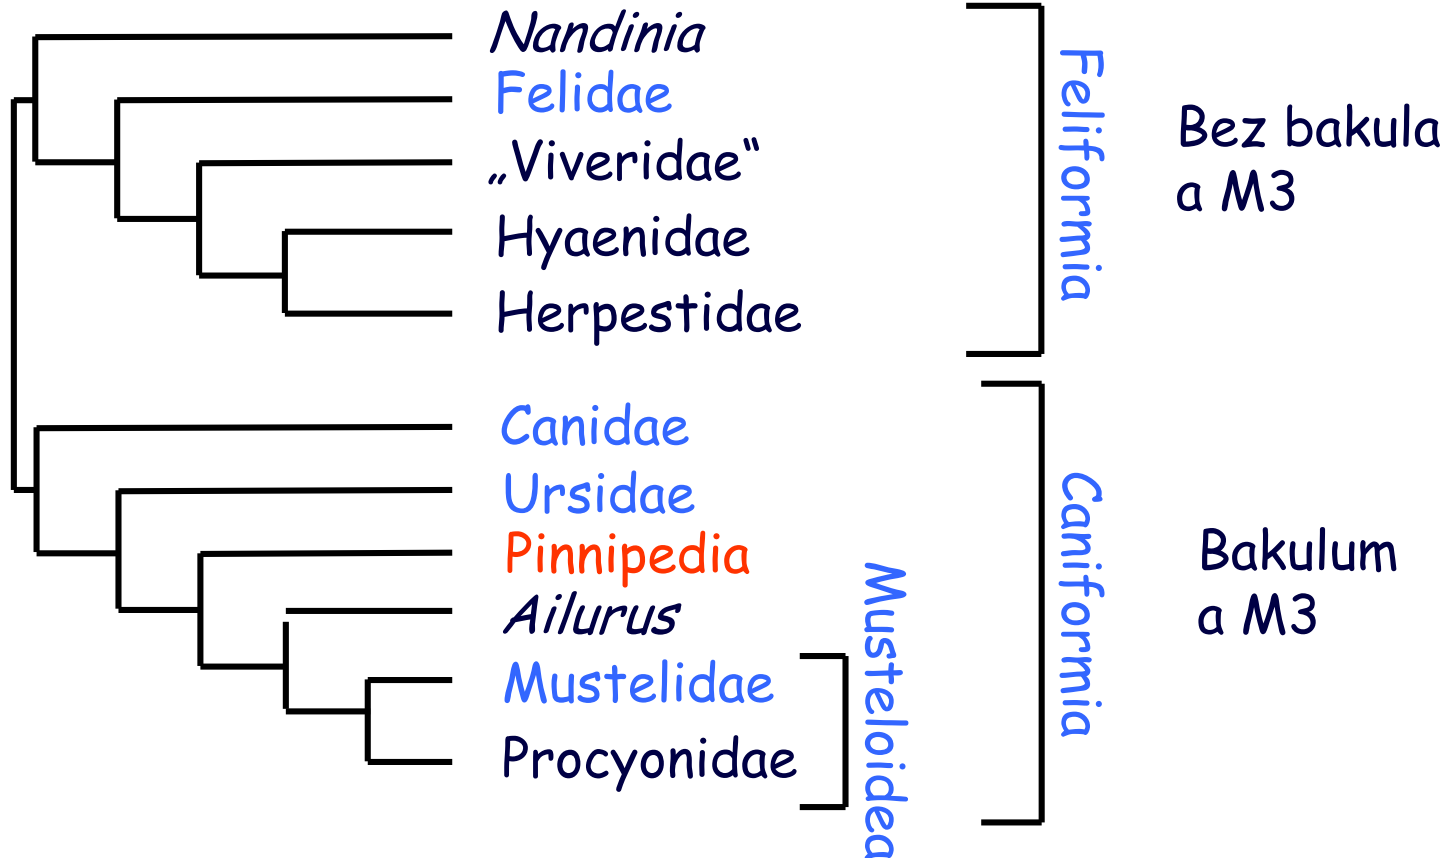 Nandinia
Felidae
„Viveridae“
Hyaenidae
Herpestidae
Feliformia
Bez bakula
a M3
Canidae
Ursidae
Pinnipedia
Ailurus
Mustelidae
Procyonidae
Musteloidea
Caniformia
Bakulum
a M3